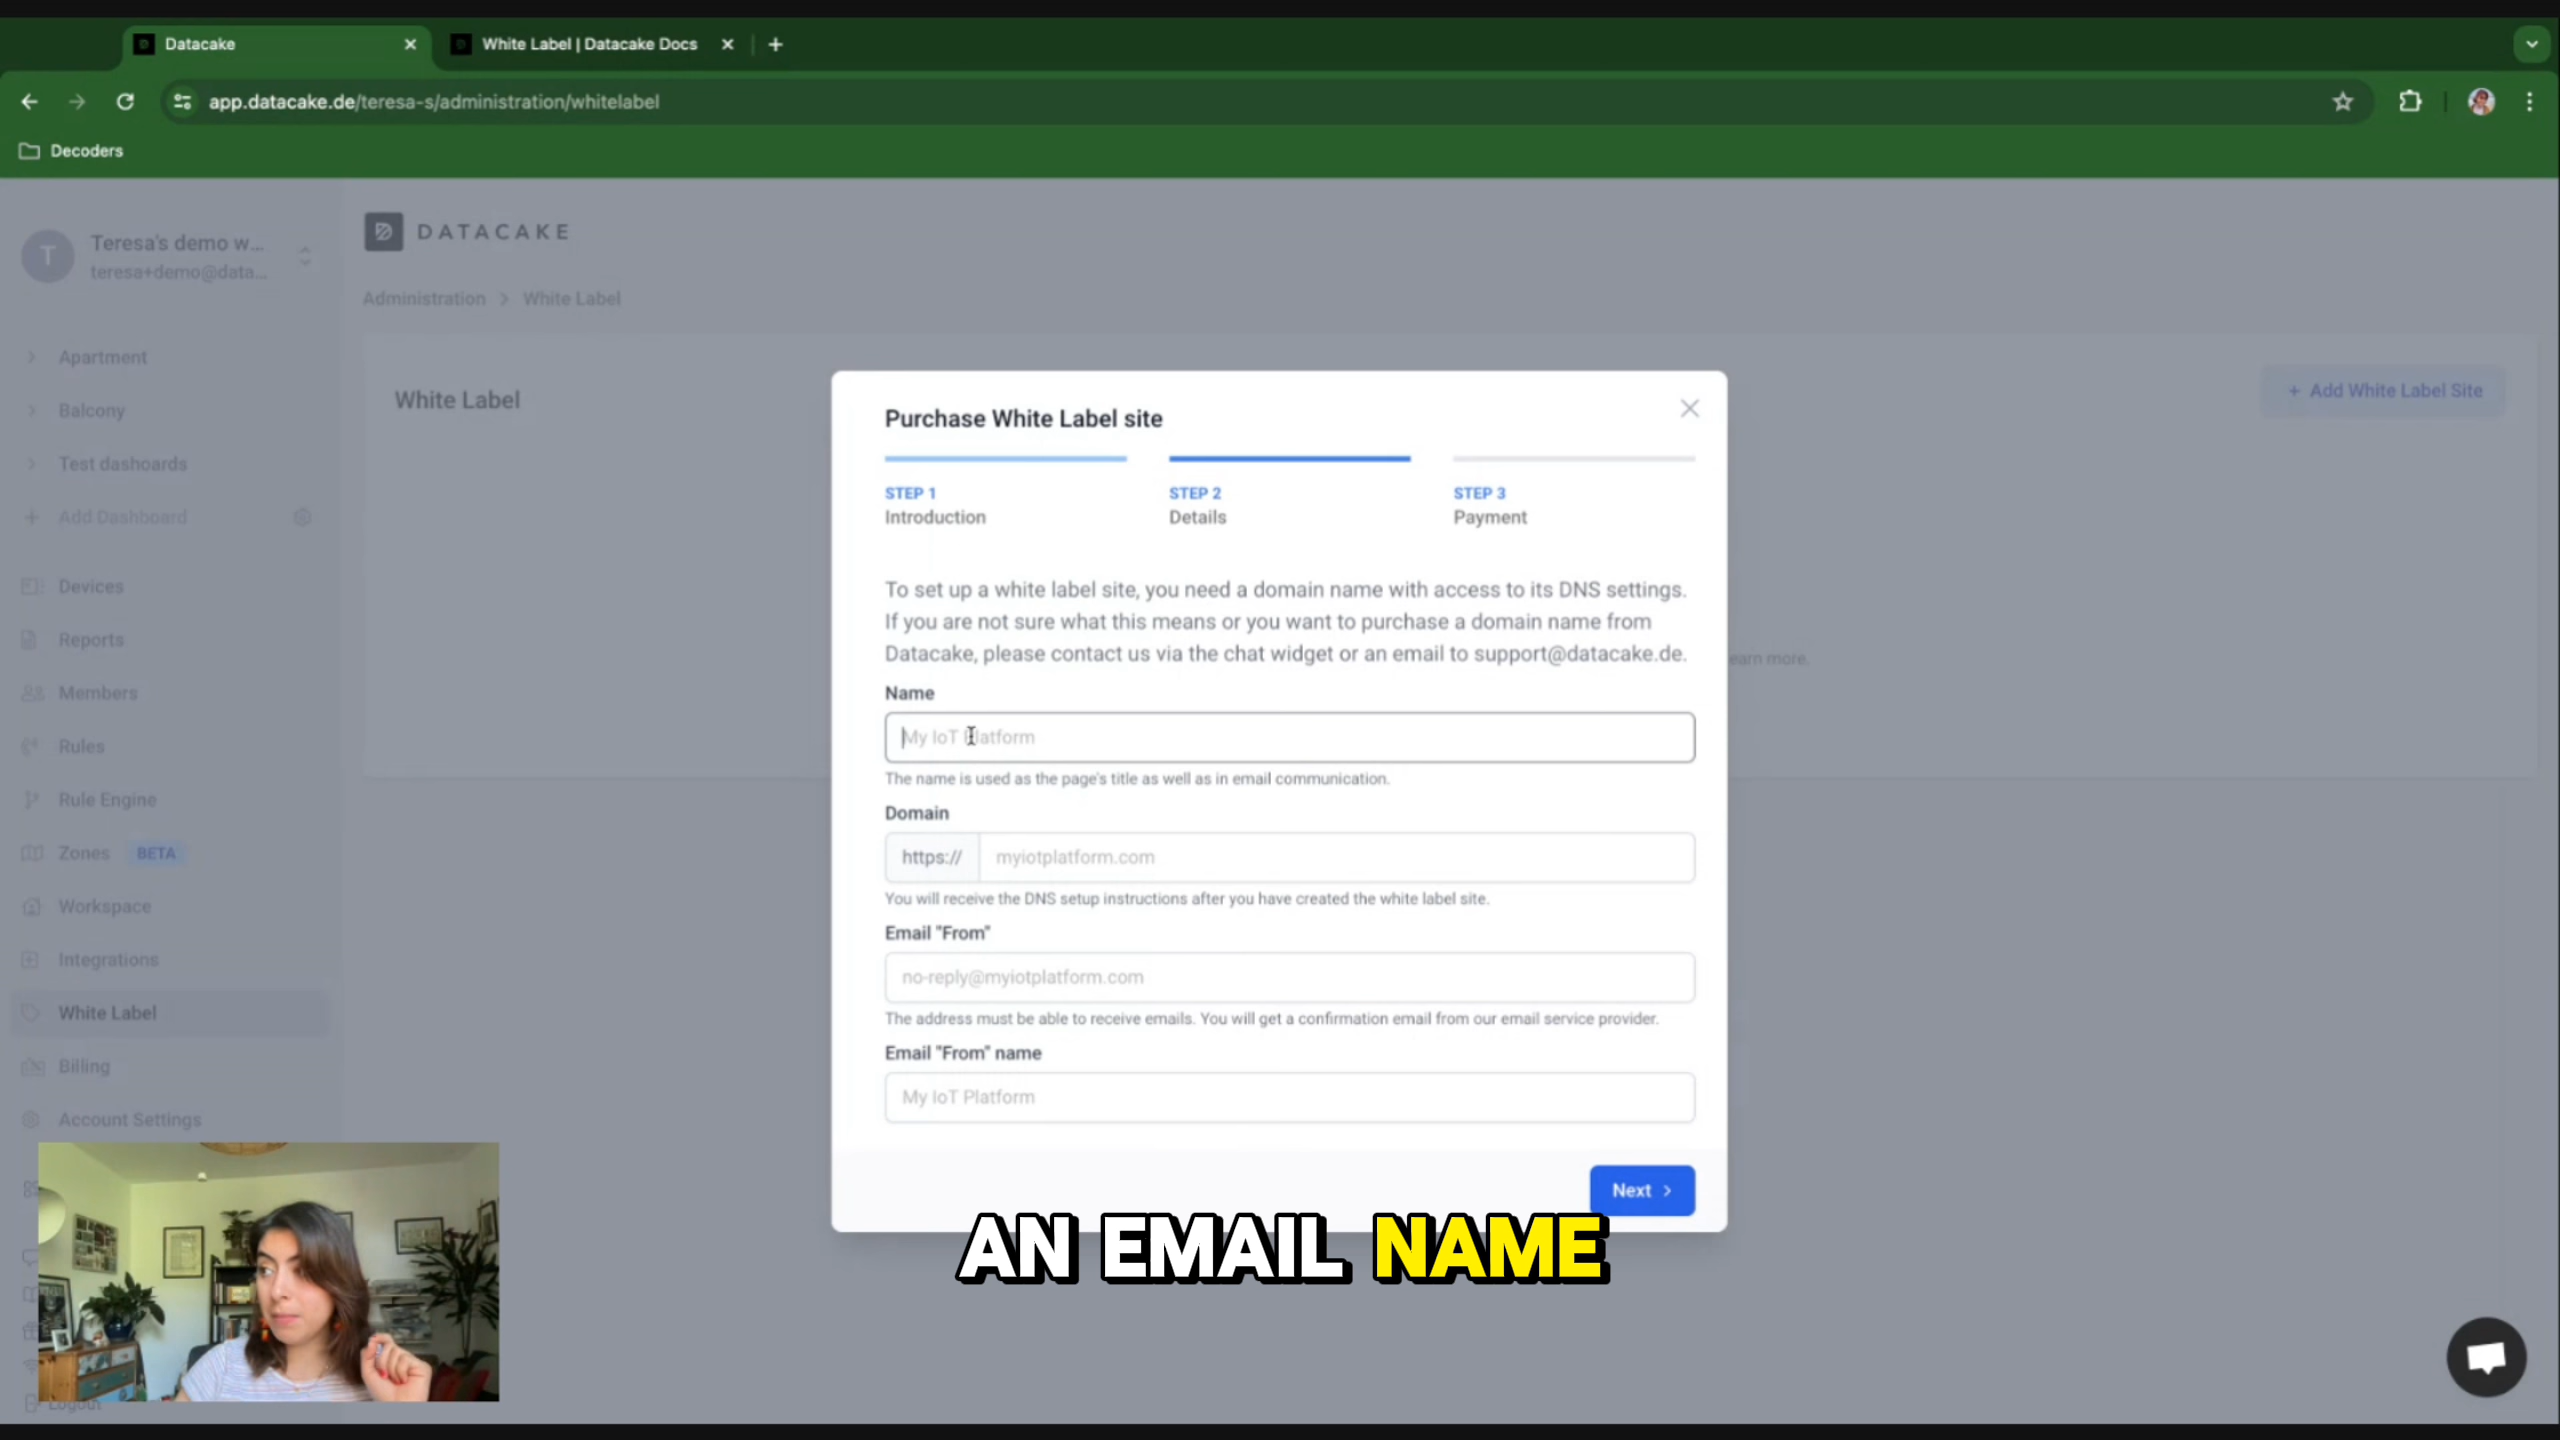 Datacake
White Label | Datacake Docs
app.datacake.de/teresa-s/administration/whitelabel
Decoders
T
Teresa's demo w...
teresa+demo@data...
DATACAKE
Administration > White Label
Apartment
Balcony
Test dashoards
Add Dashboard
Devices
Reports
Members
Rules
Rule Engine
Zones BETA
Workspace
Integrations
White Label
Billing
Account Settings
Logout
White Label
+ Add White Label Site
earn more.
Purchase White Label site
STEP 1
Introduction
STEP 2
Details
STEP 3
Payment
To set up a white label site, you need a domain name with access to its DNS settings.
If you are not sure what this means or you want to purchase a domain name from
Datacake, please contact us via the chat widget or an email to support@datacake.de.
Name
My IoT Platform
The name is used as the page's title as well as in email communication.
Domain
https:// myiotplatform.com
You will receive the DNS setup instructions after you have created the white label site.
Email "From"
no-reply@myiotplatform.com
The address must be able to receive emails. You will get a confirmation email from our email service provider.
Email "From" name
My IoT Platform
Next
AN EMAIL NAME